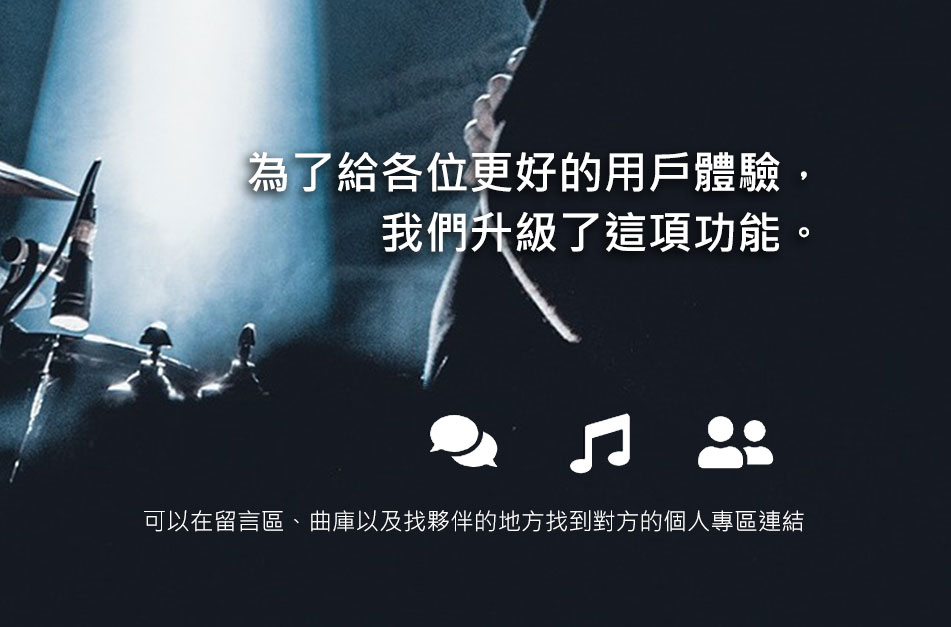 為了給各位更好的用戶體驗，
我們升級了這項功能。
可以在留言區、曲庫以及找夥伴的地方找到對方的個人專區連結